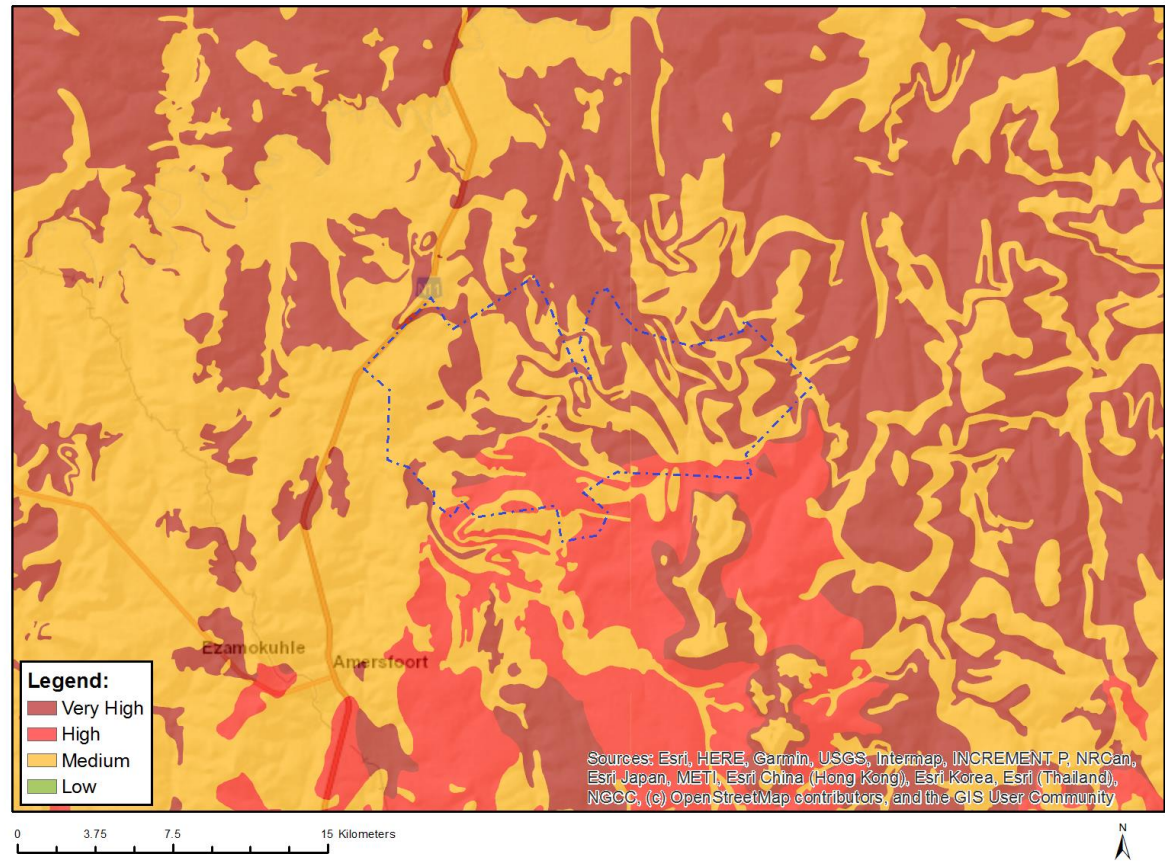 N11
Ezamokuhle
Amersfoort
Legend:
Very High
High
Medium
Low
Sources: Esri, HERE, Garmin, USGS, Intermap, INCREMENT P, NRCan,
Esri Japan, METI, Esri China (Hong Kong), Esri Korea, Esri (Thailand),
NGCC, (c) OpenStreetMap contributors, and the GIS User Community
0 3.75 7.5 15 Kilometers
N